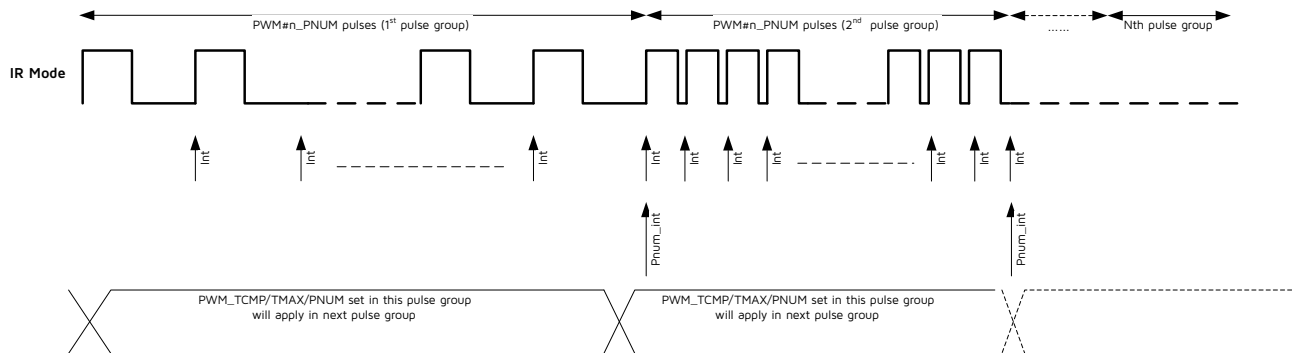 PWM#n_PNUM pulses (1st pulse group)
PWM#n_PNUM pulses (2nd pulse group)
......
Nth pulse group
IR Mode
Int
Int
Int
Int
Int
Int
Int
Int
Int
Int
Pnum_int
Pnum_int
PWM_TCMP/TMAX/PNUM set in this pulse group
will apply in next pulse group
PWM_TCMP/TMAX/PNUM set in this pulse group
will apply in next pulse group